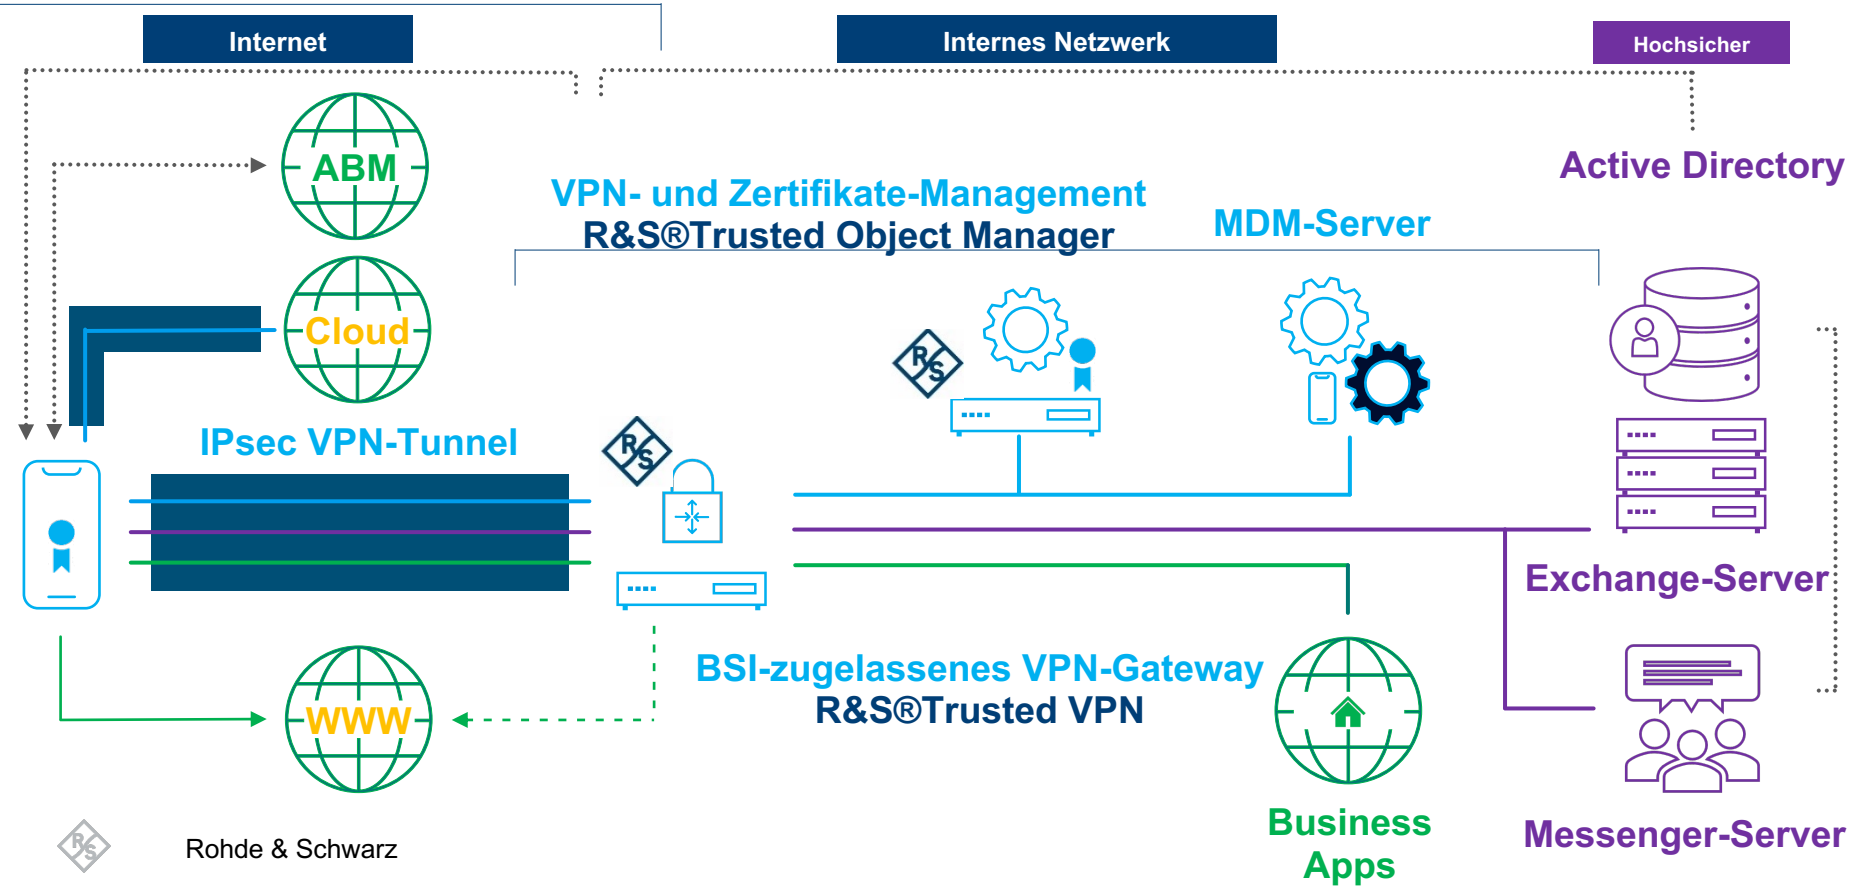 Internet
Internes Netzwerk
Hochsicher
ABM
Active Directory
VPN- und Zertifikate-Management
R&S®Trusted Object Manager
MDM-Server
Cloud
R&S
IPsec VPN-Tunnel
R&S
Exchange-Server
BSI-zugelassenes VPN-Gateway
R&S®Trusted VPN
WWW
Business
Apps
Messenger-Server
R&S
Rohde & Schwarz